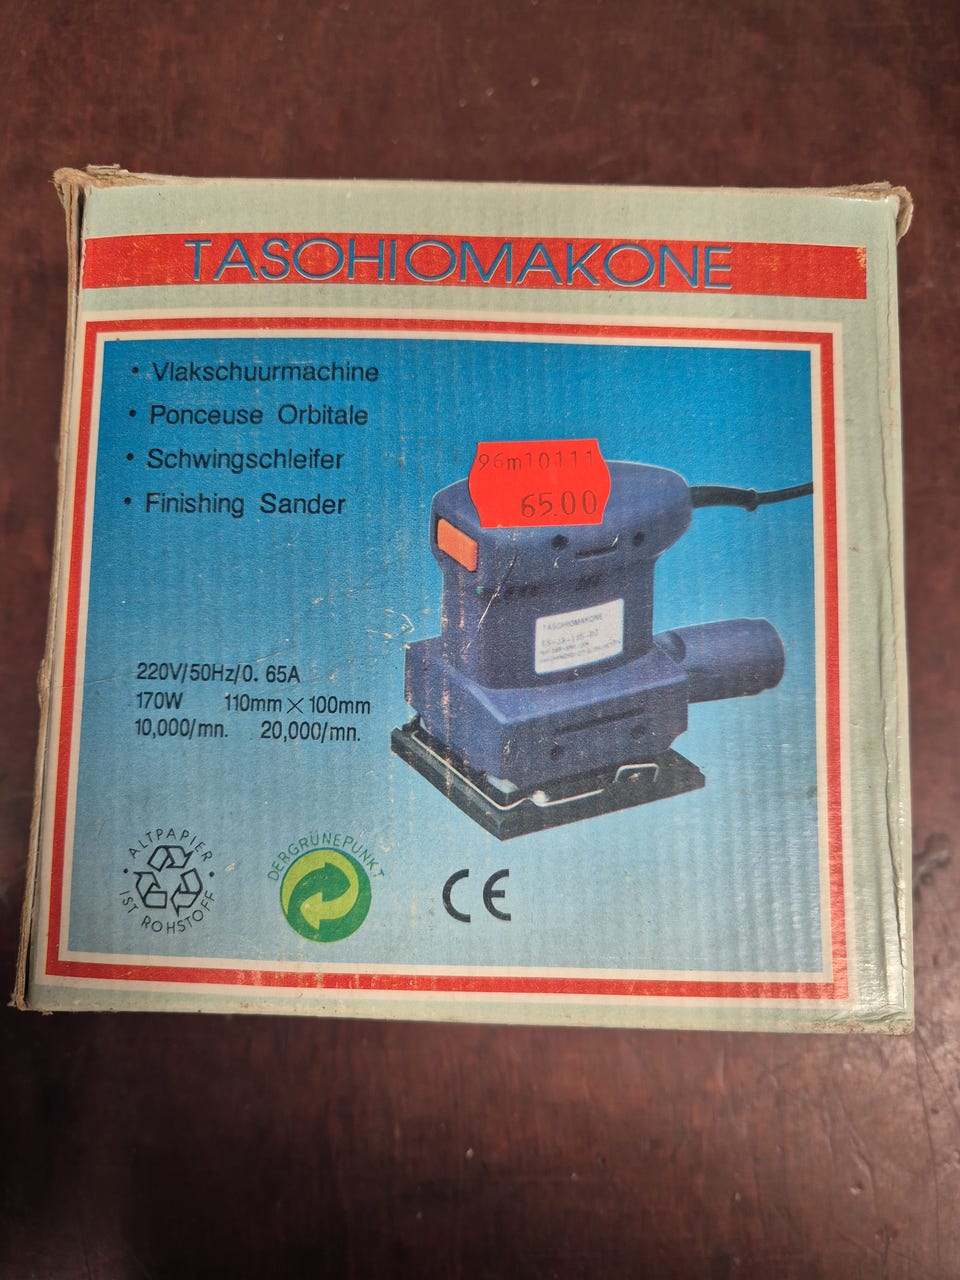 TASOHIOMAKONE
• Vlakschuurmachine
• Ponceuse Orbitale
• Schwingschleifer
• Finishing Sander
96m10111
65.00
TASOHIOMAKONE
220V/50Hz/0. 65A
170W 110mm×100mm
10,000/mn. 20,000/mn.
ALTPAPIER
IST ROHSTOFF
DERGRÜNEPUNKT
CE